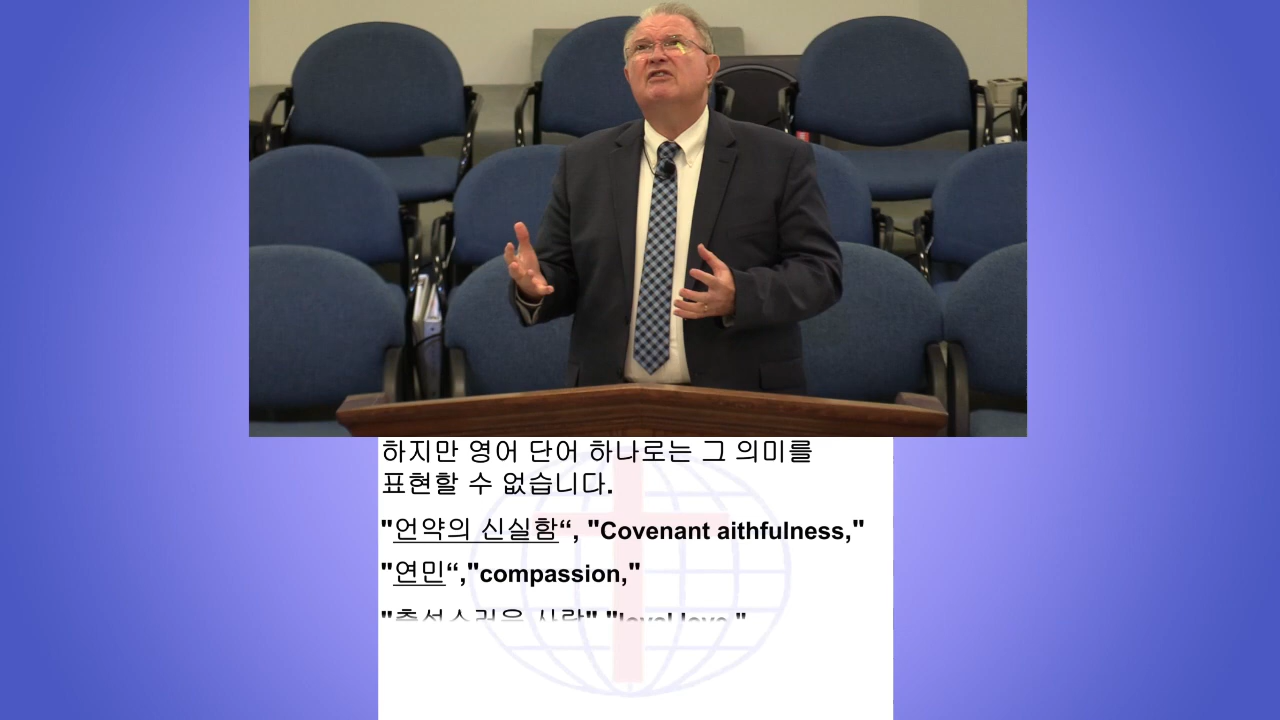 하지만 영어 단어 하나로는 그 의미를
표현할 수 없습니다.
"언약의 신실함“, "Covenant aithfulness,"
"연민“,"compassion,"